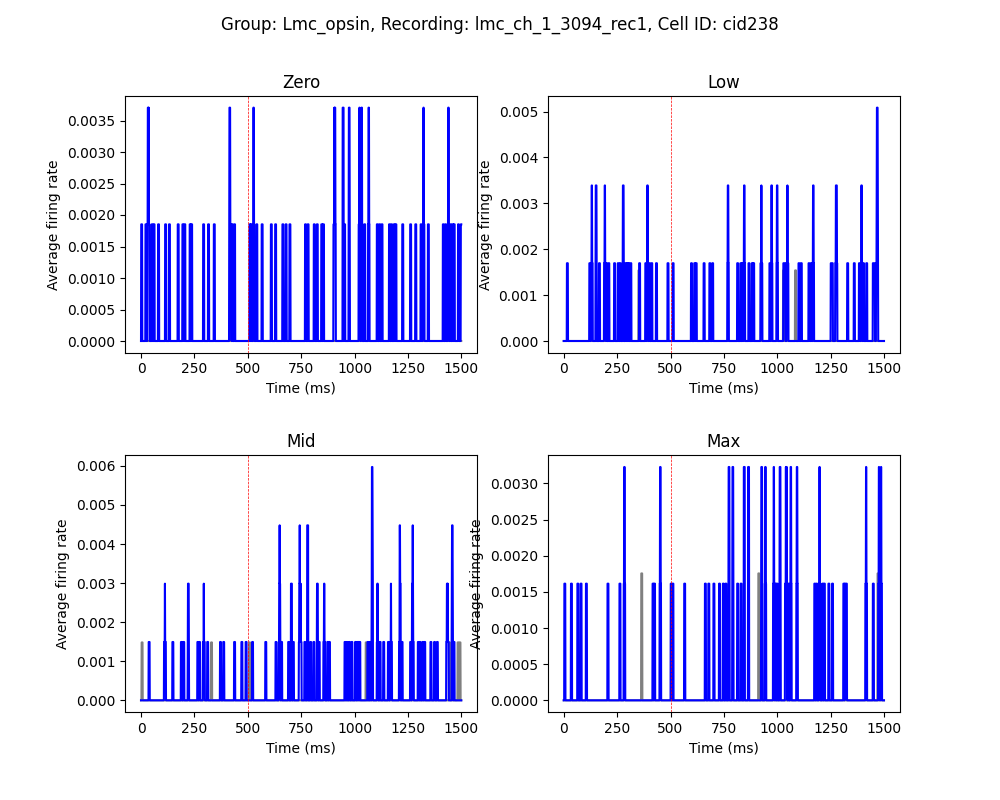 Group: Lmc_opsin, Recording: lmc_ch_1_3094_rec1, Cell ID: cid238
Zero
Average firing rate
0.0035
0.0030
0.0025
0.0020
0.0015
0.0010
0.0005
0.0000
0 250 500 750 1000 1250 1500
Time (ms)
Low
Average firing rate
0.005
0.004
0.003
0.002
0.001
0.000
0 250 500 750 1000 1250 1500
Time (ms)
Mid
Average firing rate
0.006
0.005
0.004
0.003
0.002
0.001
0.000
0 250 500 750 1000 1250 1500
Time (ms)
Max
Average firing rate
0.0030
0.0025
0.0020
0.0015
0.0010
0.0005
0.0000
0 250 500 750 1000 1250 1500
Time (ms)